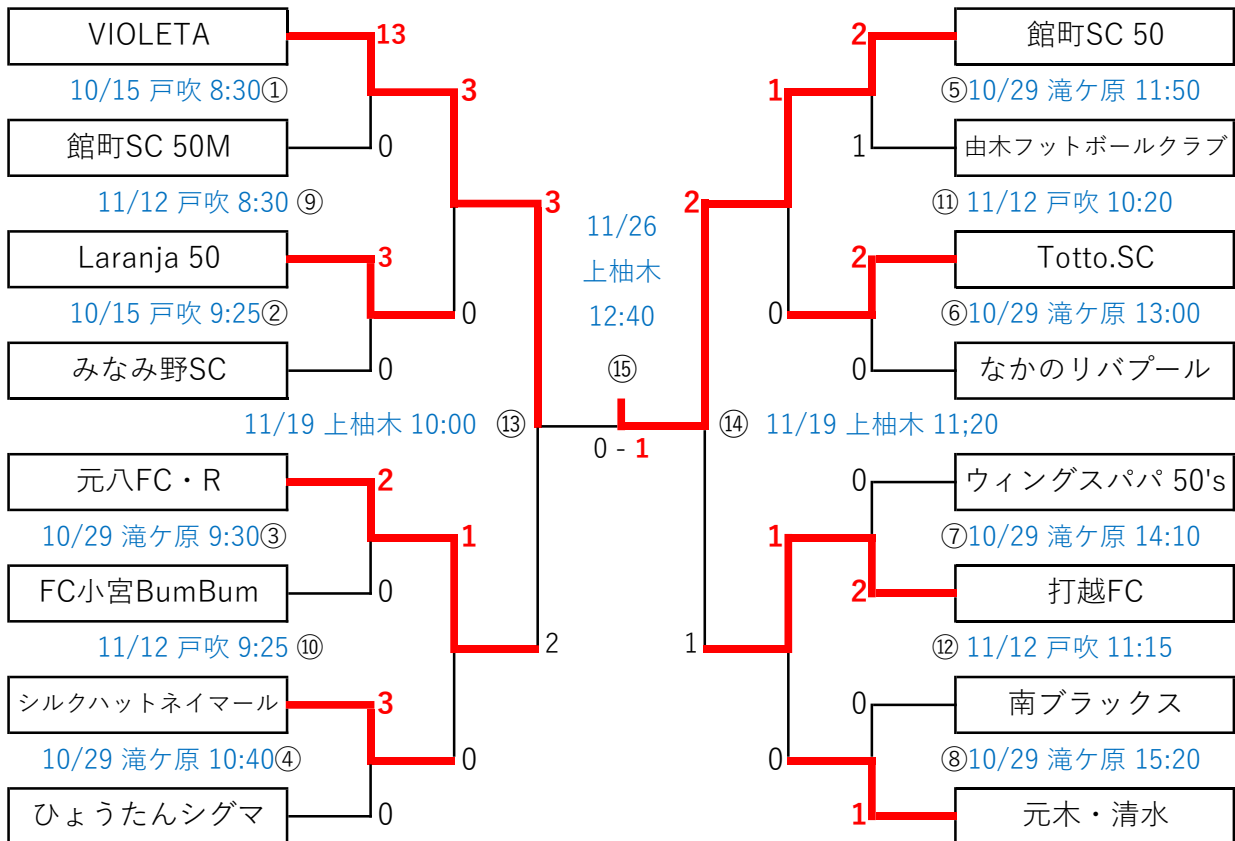 VIOLETA
13
10/15 戸吹 8:30①
3
館町SC 50M
0
11/12 戸吹 8:30 ⑨
3
Laranja 50
3
10/15 戸吹 9:25②
0
みなみ野SC
0
11/19 上柚木 10:00 ⑬
元八FC・R
2
10/29 滝ケ原 9:30③
1
FC小宮BumBum
0
11/12 戸吹 9:25 ⑩
2
シルクハットネイマール
3
10/29 滝ケ原 10:40④
0
ひょうたんシグマ
0
11/26
上柚木
12:40
⑮
0 - 1
2
館町SC 50
1
⑤10/29 滝ケ原 11:50
1
由木フットボールクラブ
2
⑪ 11/12 戸吹 10:20
2
Totto.SC
0
⑥10/29 滝ケ原 13:00
0
なかのリバプール
⑭ 11/19 上柚木 11;20
0
ウィングスパパ 50's
1
⑦10/29 滝ケ原 14:10
2
打越FC
1
⑫ 11/12 戸吹 11:15
0
南ブラックス
0
⑧10/29 滝ケ原 15:20
1
元木・清水